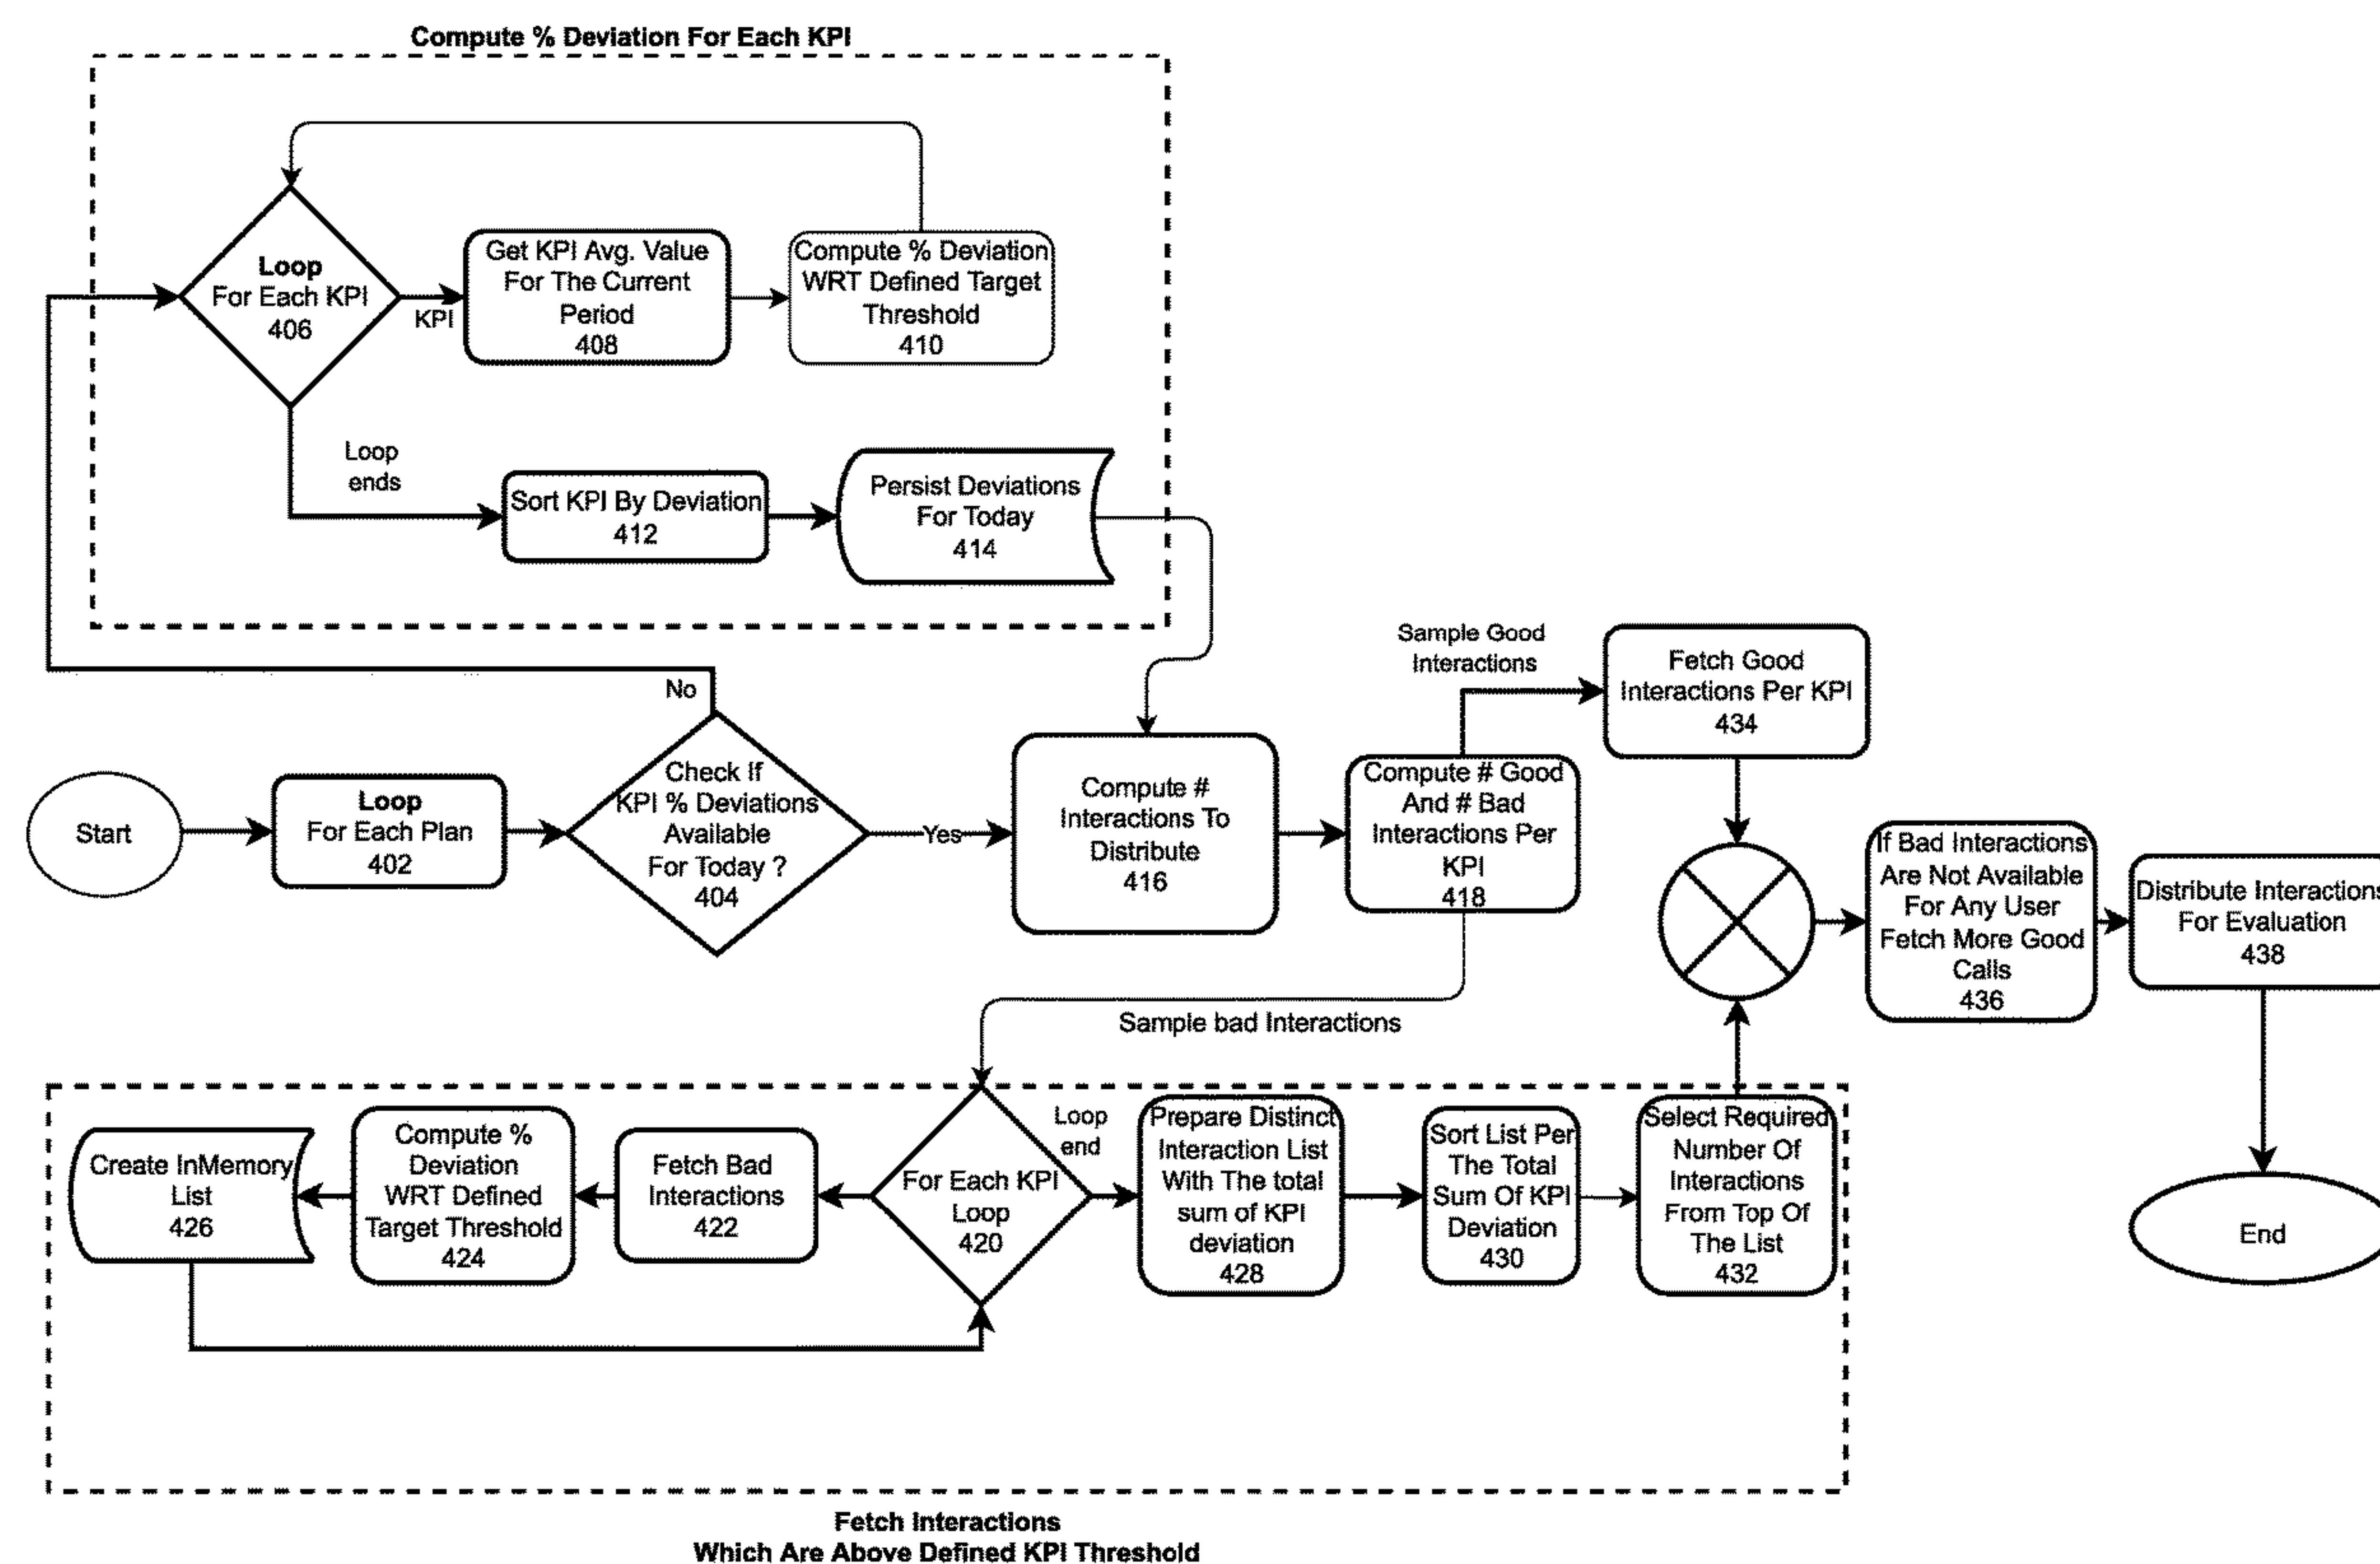 Compute % Deviation For Each KPI
Loop
For Each KPI
406
KPI
Get KPI Avg. Value
For The Current
Period
408
Compute % Deviation
WRT Defined Target
Threshold
410
Loop
ends
Sort KPI By Deviation
412
Persist Deviations
For Today
414
No
Start
Loop
For Each Plan
402
Check If
KPI % Deviations
Available
For Today ?
404
Yes
Compute #
Interactions To
Distribute
416
Compute # Good
And # Bad
Interactions Per
KPI
418
Sample Good
Interactions
Fetch Good
Interactions Per KPI
434
If Bad Interactions
Are Not Available
For Any User
Fetch More Good
Calls
436
Distribute Interactions
For Evaluation
438
End
Sample bad Interactions
Create InMemory
List
426
Compute %
Deviation
WRT Defined
Target Threshold
424
Fetch Bad
Interactions
422
For Each KPI
Loop
420
Loop
end
Prepare Distinct
Interaction List
With The total
sum of KPI
deviation
428
Sort List Per
The Total
Sum Of KPI
Deviation
430
Select Required
Number Of
Interactions
From Top Of
The List
432
Fetch Interactions
Which Are Above Defined KPI Threshold